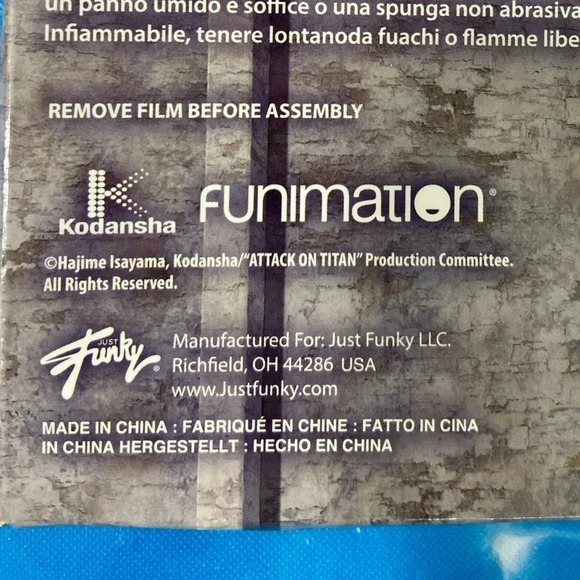 un panno umido e soffice o una spugna non abrasiva
Infiammabile, tenere lontanoda fuachi o flamme libe
REMOVE FILM BEFORE ASSEMBLY
Kodansha
FUNIMATION®
©Hajime Isayama, Kodansha/"ATTACK ON TITAN" Production Committee.
All Rights Reserved.
JUST
Funky®
Manufactured For: Just Funky LLC.
Richfield, OH 44286 USA
www.Justfunky.com
MADE IN CHINA : FABRIQUÉ EN CHINE : FATTO IN CINA
IN CHINA HERGESTELLT : HECHO EN CHINA